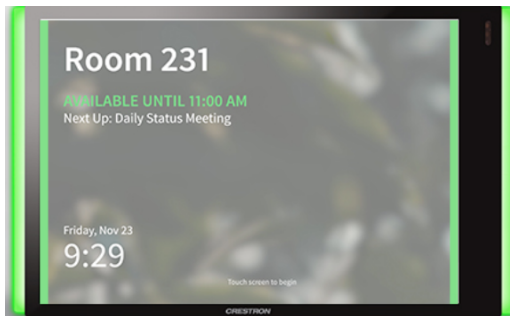 Room 231
AVAILABLE UNTIL 11:00 AM
Next Up: Daily Status Meeting
Friday, Nov 23
9:29
Touch screen to begin
CRESTRON